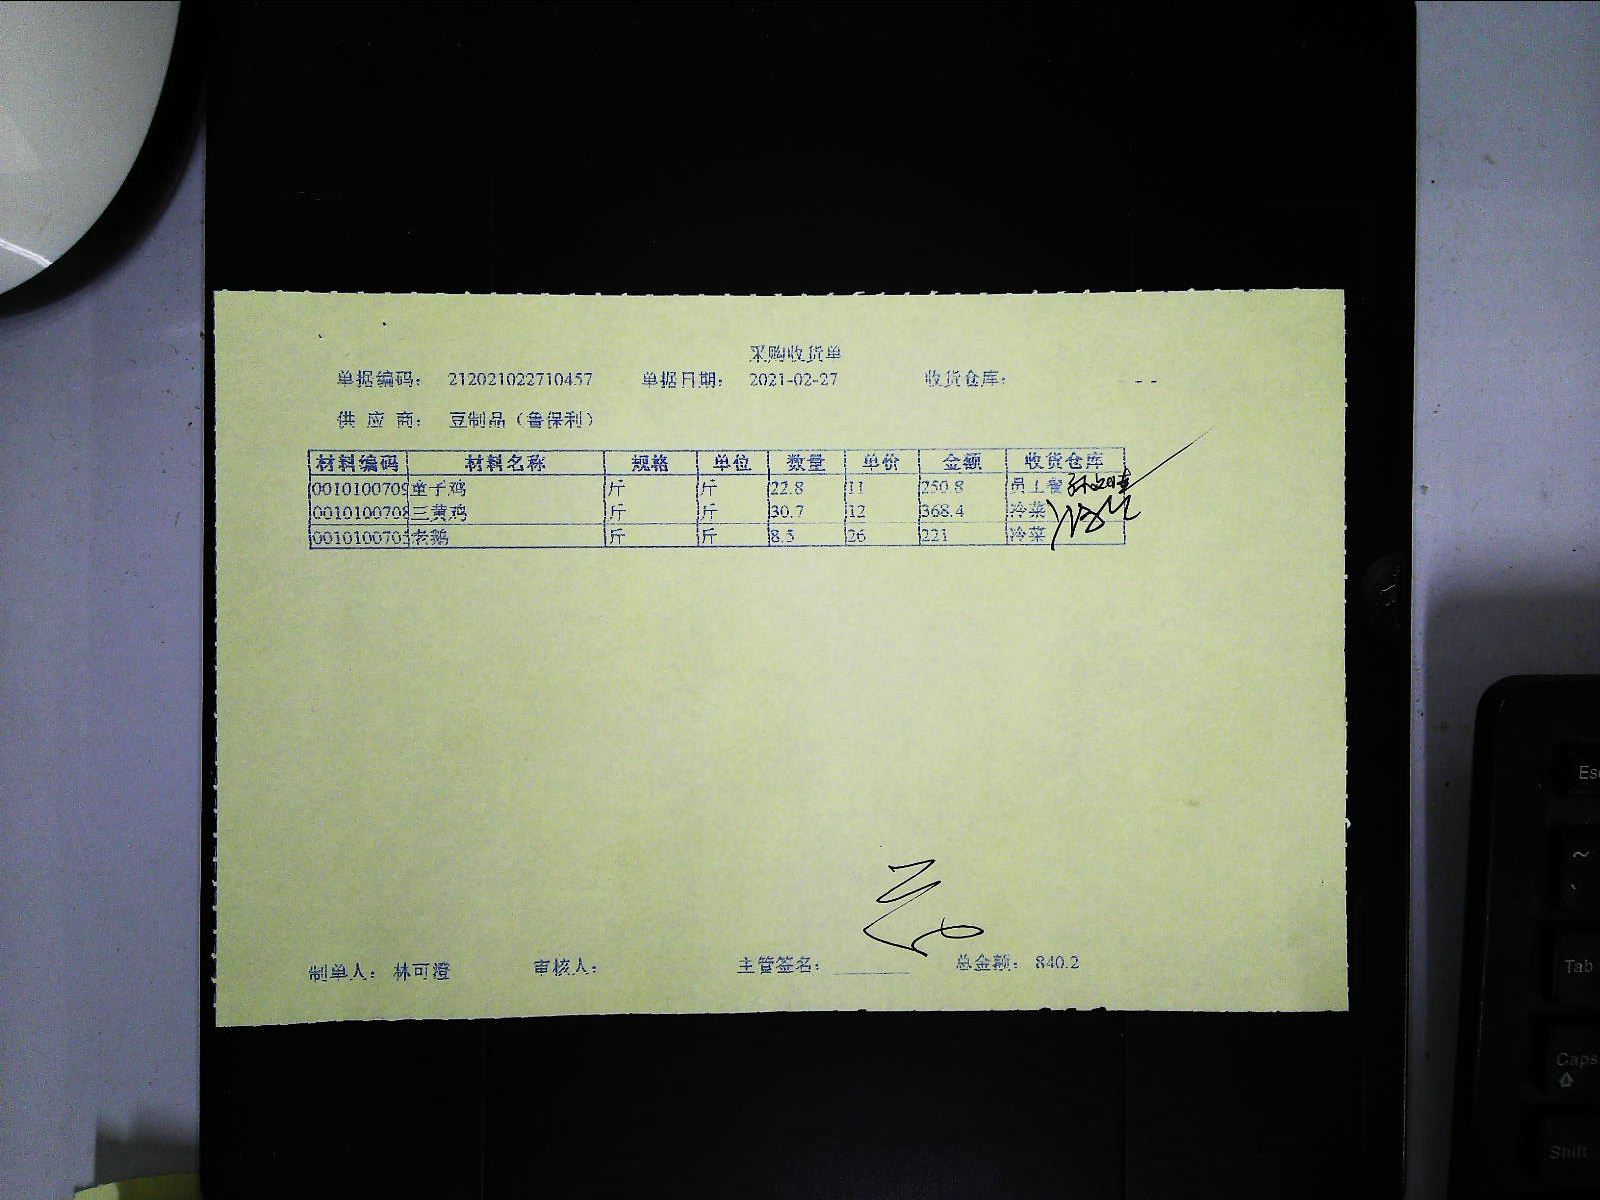 采购收货单
单据编码： 212021022710457 单据日期： 2021-02-27 收货仓库： --
供 应 商： 豆制品（鲁保利）
材料编码 材料名称 规格 单位 数量 单价 金额 收货仓库
0010100709 童子鸡 斤 斤 22.8 11 250.8 员工餐
0010100708 三黄鸡 斤 斤 30.7 12 368.4 冷菜
001010070 老鹅 斤 斤 8.5 26 221 冷菜
制单人： 林可澄 审核人： 主管签名： 总金额： 840.2
Esc
~
Tab
Caps
Shift